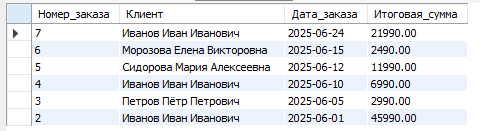 Номер_заказа Клиент Дата_заказа Итоговая_сумма
7 Иванов Иван Иванович 2025-06-24 21990.00
6 Морозова Елена Викторовна 2025-06-15 2490.00
5 Сидорова Мария Алексеевна 2025-06-12 11990.00
4 Иванов Иван Иванович 2025-06-10 6990.00
3 Петров Пётр Петрович 2025-06-05 2990.00
2 Иванов Иван Иванович 2025-06-01 45990.00